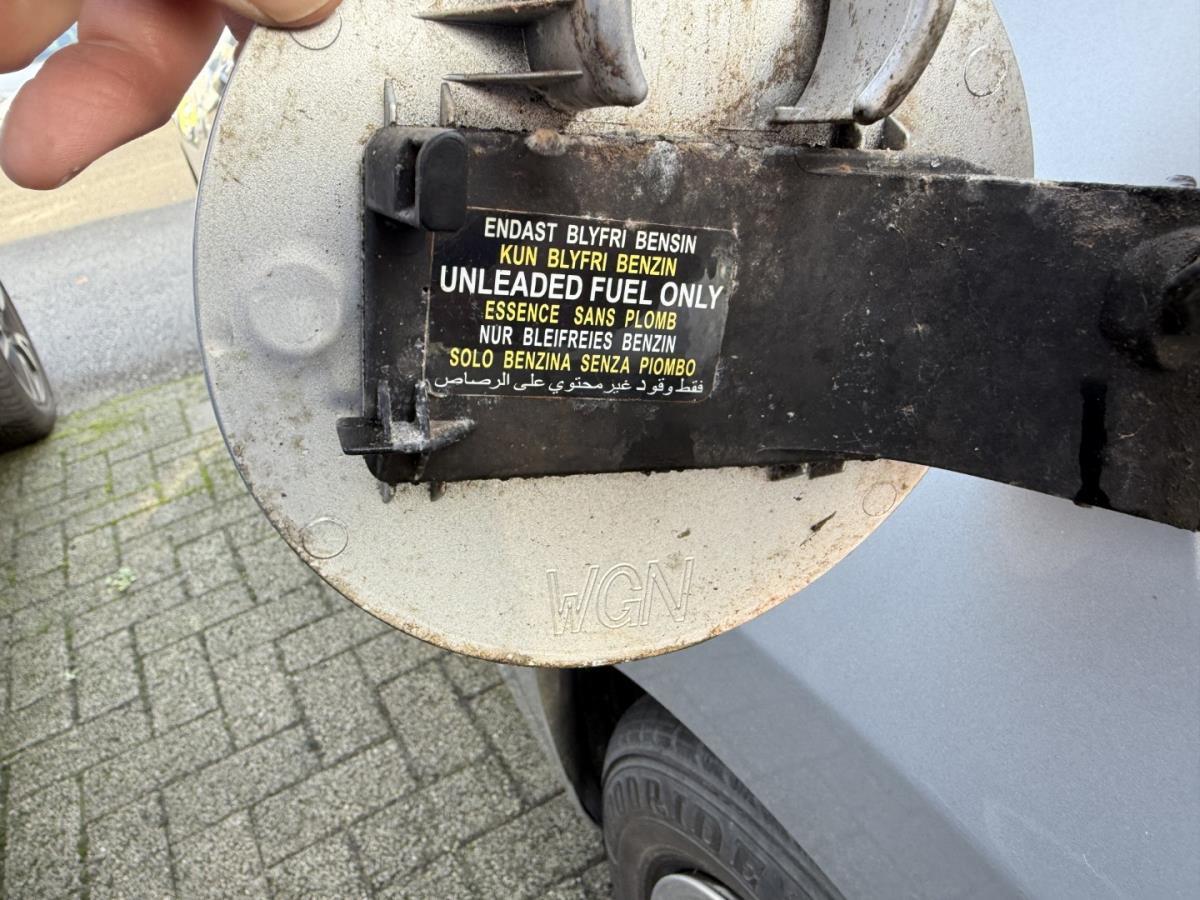 ENDAST BLYFRI BENSIN
KUN BLYFRI BENZIN
UNLEADED FUEL ONLY
ESSENCE SANS PLOMB
NUR BLEIFREIES BENZIN
SOLO BENZINA SENZA PIOMBO
فقط وقود غير محتوي على الرصاص
WGN